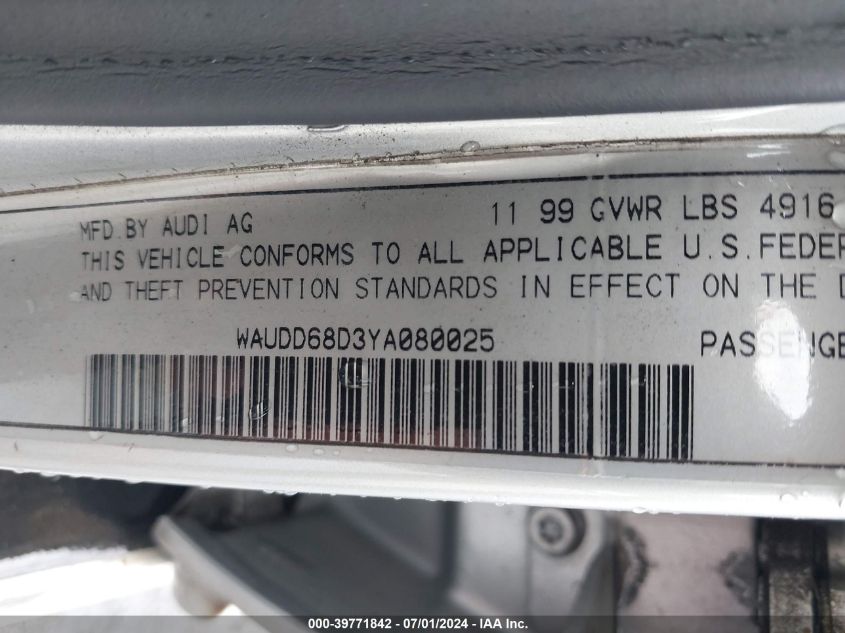 MFD.BY AUDI AG 11 99 GVWR LBS 4916
THIS VEHICLE CONFORMS TO ALL APPLICABLE U.S.FEDER
AND THEFT PREVENTION STANDARDS IN EFFECT ON THE D
WAUDD68D3YA080025 PASSENGE
000-39771842 / 07/01/2024 - © IAA Inc.